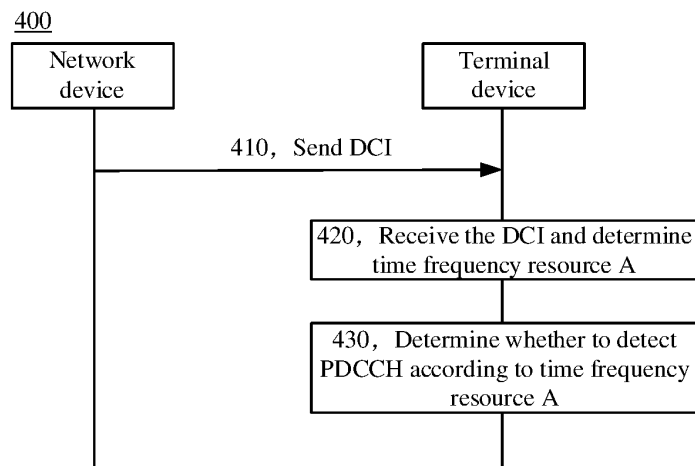 400
Network
device
Terminal
device
410, Send DCI
420, Receive the DCI and determine
time frequency resource A
430, Determine whether to detect
PDCCH according to time frequency
resource A